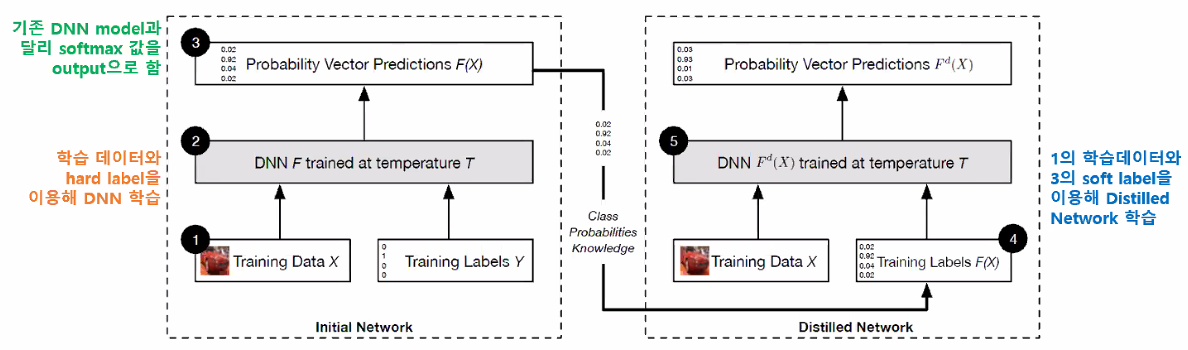 기존 DNN model과
달리 softmax 값을
output으로 함
학습 데이터와
hard label을
이용해 DNN 학습
3
0.02
0.92
0.04
0.02
Probability Vector Predictions F(X)
2
DNN F trained at temperature T
1
Training Data X
0
1
0
0
Training Labels Y
Initial Network
0.02
0.92
0.04
0.02
Class
Probabilities
Knowledge
0.03
0.93
0.01
0.03
Probability Vector Predictions F^d(X)
5
DNN F^d(X) trained at temperature T
Training Data X
4
0.02
0.92
0.04
0.02
Training Labels F(X)
Distilled Network
1의 학습데이터와
3의 soft label을
이용해 Distilled
Network 학습